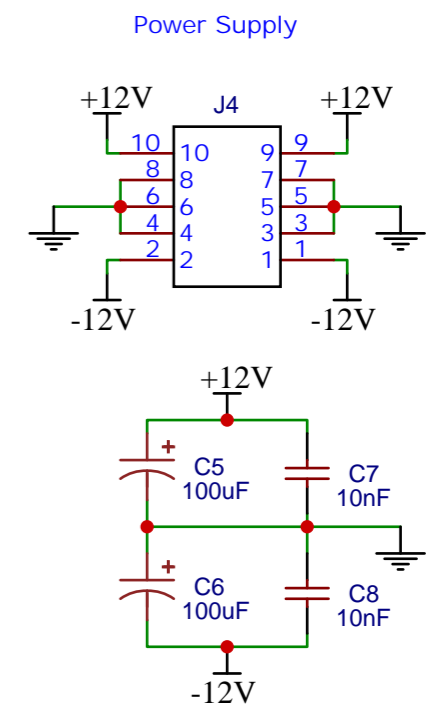 Power Supply
+12V J4 +12V
10 10 9 9
8 8 7 7
6 6 5 5
4 4 3 3
2 2 1 1
-12V -12V
+12V
+
C5 C7
100uF 10nF
+
C6 C8
100uF 10nF
-12V